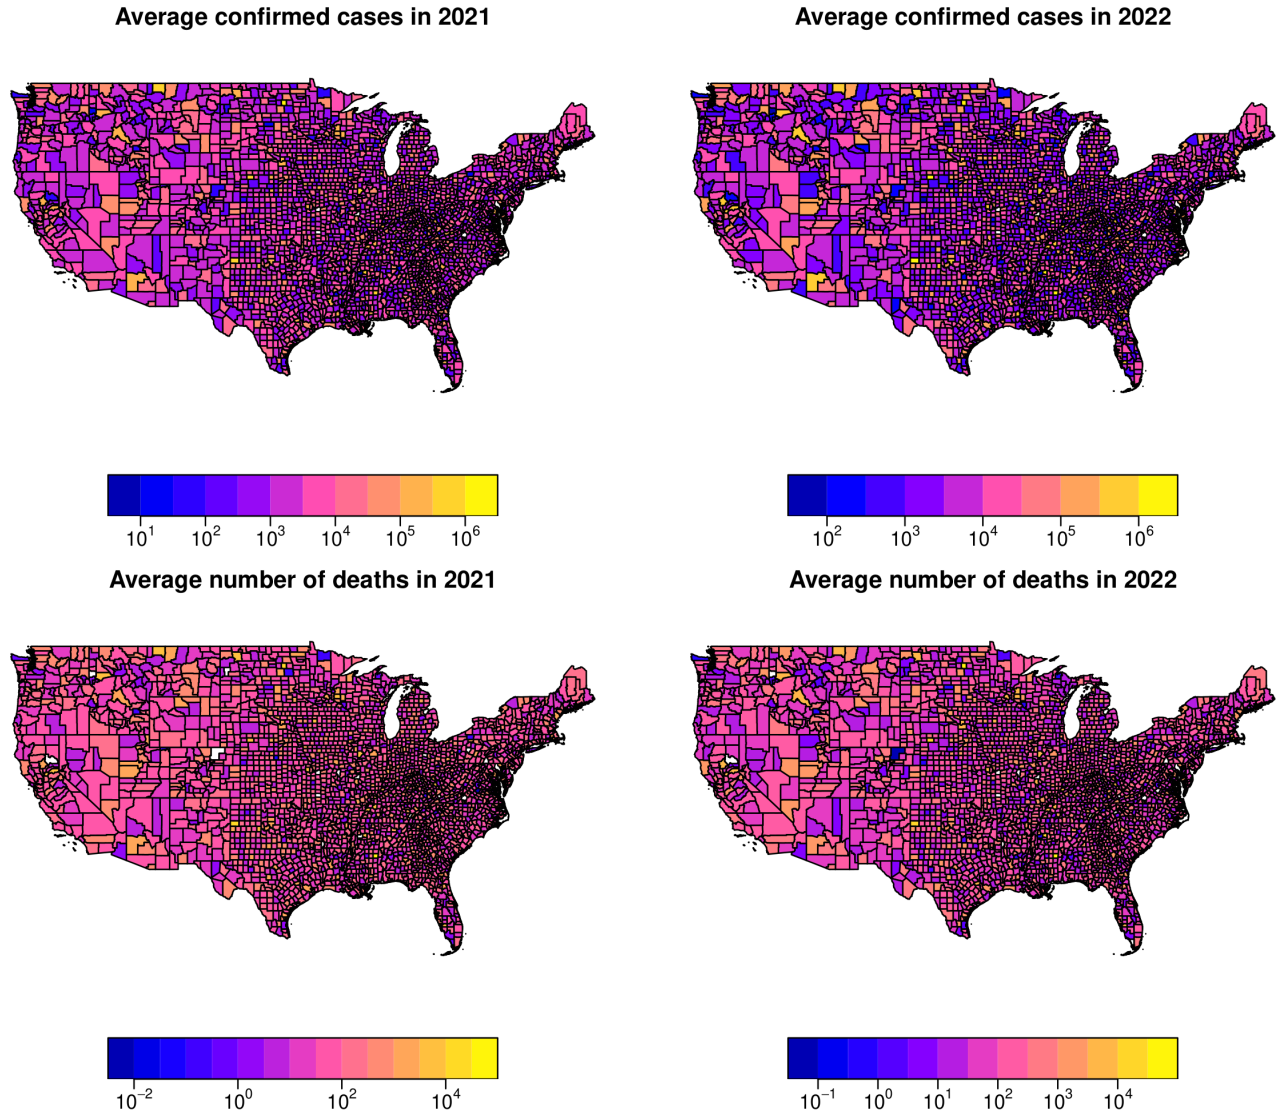 Average confirmed cases in 2021
Average confirmed cases in 2022
10^1 10^2 10^3 10^4 10^5 10^6
10^2 10^3 10^4 10^5 10^6
Average number of deaths in 2021
Average number of deaths in 2022
10^−2 10^0 10^2 10^4
10^−1 10^0 10^1 10^2 10^3 10^4